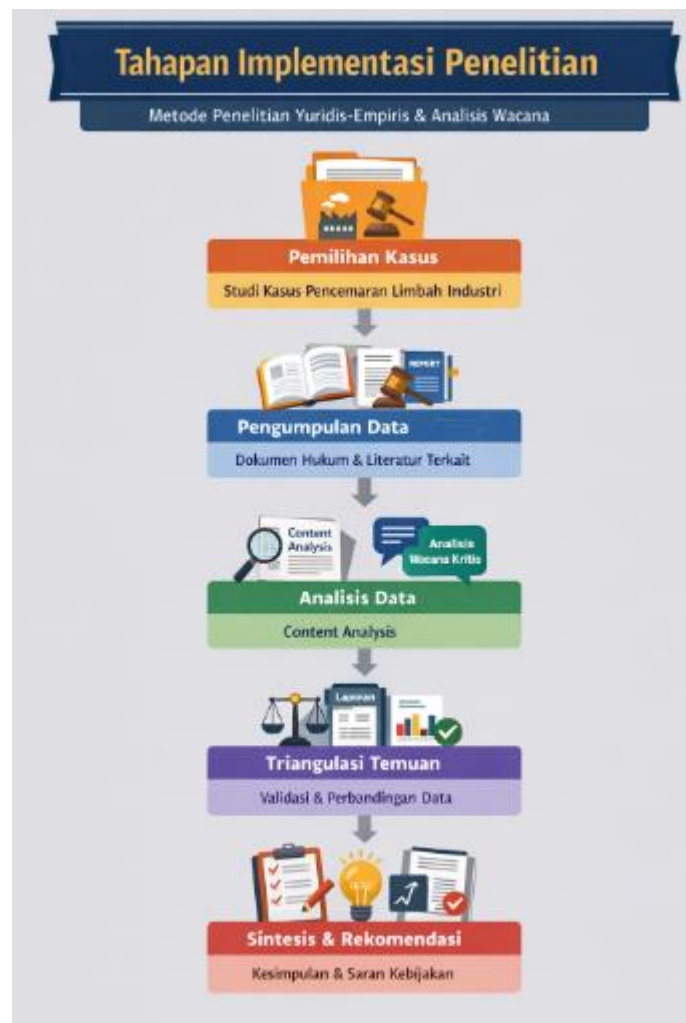 Tahapan Implementasi Penelitian
Metode Penelitian Yuridis-Empiris & Analisis Wacana
Pemilihan Kasus
Studi Kasus Pencemaran Limbah Industri
REPORT
Pengumpulan Data
Dokumen Hukum & Literatur Terkait
Content
Analysis
Analisis
Wacana Kritis
Analisis Data
Content Analysis
Laporan
Triangulasi Temuan
Validasi & Perbandingan Data
Sintesis & Rekomendasi
Kesimpulan & Saran Kebijakan